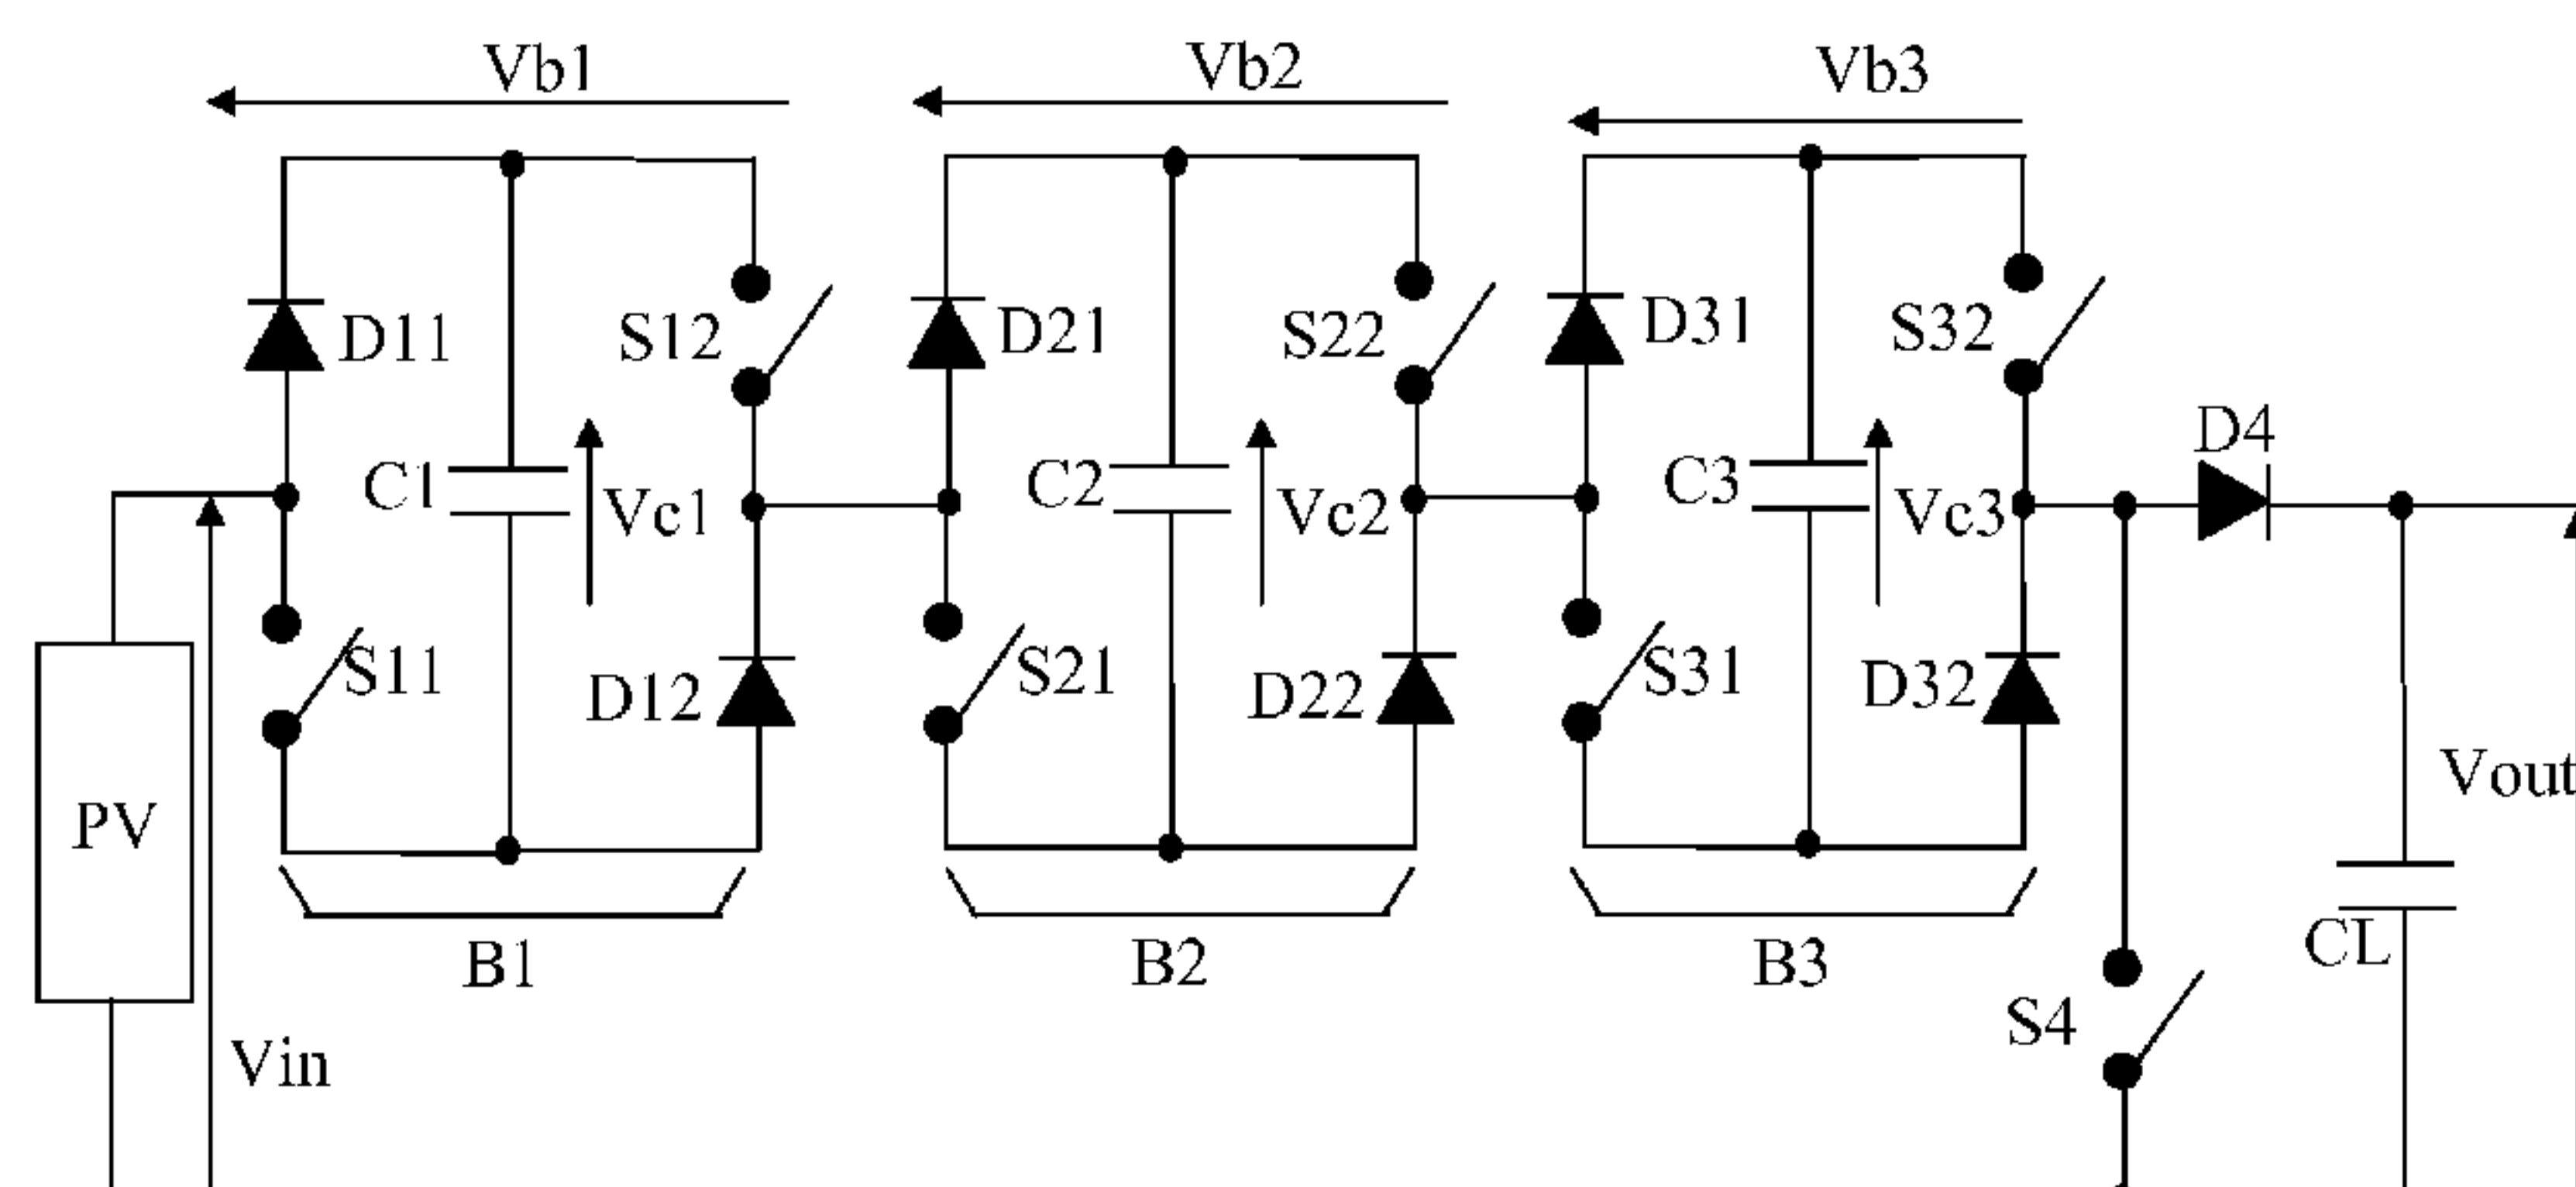 Vb1
Vb2
Vb3
D11
S12
D21
S22
D31
S32
D4
C1
Vc1
C2
Vc2
C3
Vc3
S11
D12
S21
D22
S31
D32
PV
Vout
B1
B2
B3
CL
S4
Vin